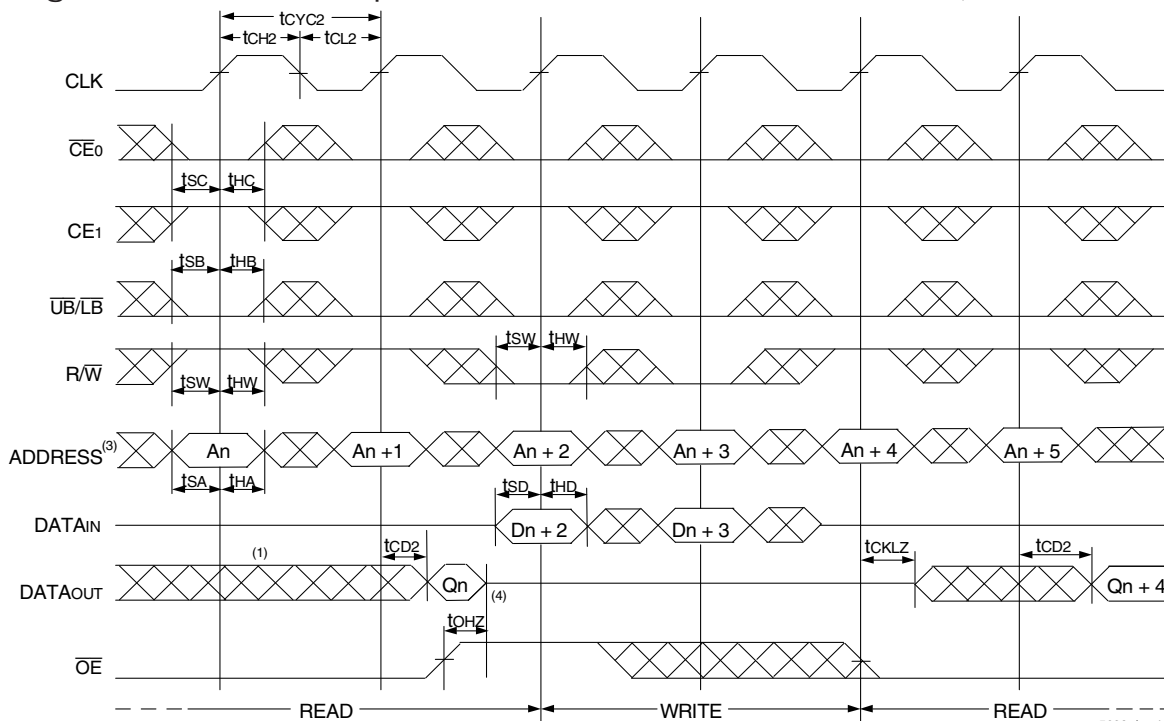 tCYC2
tCH2 tCL2
CLK
CE0
tSC tHC
CE1
tSB tHB
UB/LB
tSW tHW
R/W
tSW tHW
ADDRESS(3) An An +1 An + 2 An + 3 An + 4 An + 5
tSA tHA
tSD tHD
DATAIN Dn + 2 Dn + 3
(1) tCD2 tCKLZ tCD2
DATAOUT Qn (4) Qn + 4
tOHZ
OE
READ WRITE READ